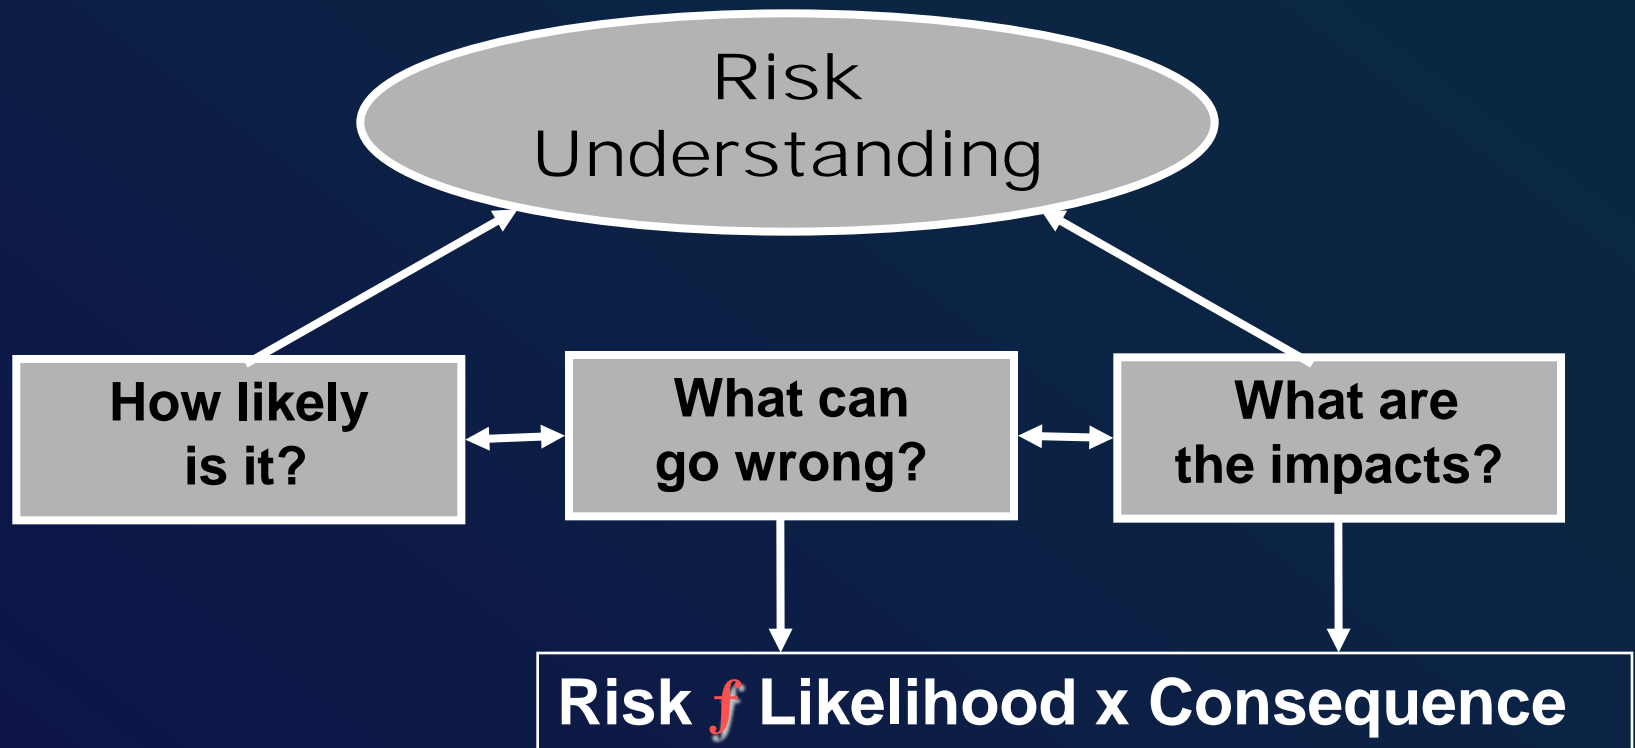 Risk
Understanding
How likely
is it?
What can
go wrong?
What are
the impacts?
Risk ƒ Likelihood x Consequence